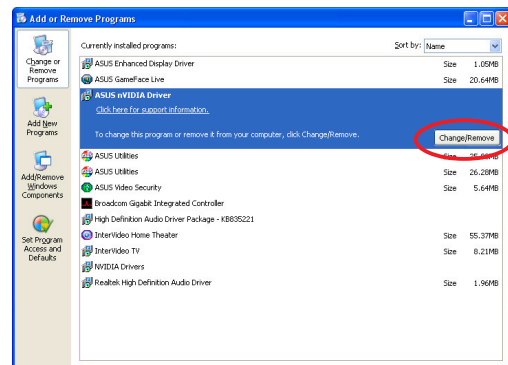 Add or Remove Programs
Change or
Remove
Programs
Add New
Programs
Add/Remove
Windows
Components
Set Program
Access and
Defaults
Currently installed programs:
Sort by: Name
ASUS Enhanced Display Driver Size 1.05MB
ASUS GameFace Live Size 20.64MB
ASUS nVIDIA Driver
Click here for support information.
To change this program or remove it from your computer, click Change/Remove.
Change/Remove
ASUS Utilities Size
ASUS Utilities Size 26.28MB
ASUS Video Security Size 5.64MB
Broadcom Gigabit Integrated Controller
High Definition Audio Driver Package - KB835221
InterVideo Home Theater Size 55.37MB
InterVideo TV Size 8.21MB
NVIDIA Drivers
Realtek High Definition Audio Driver Size 1.96MB